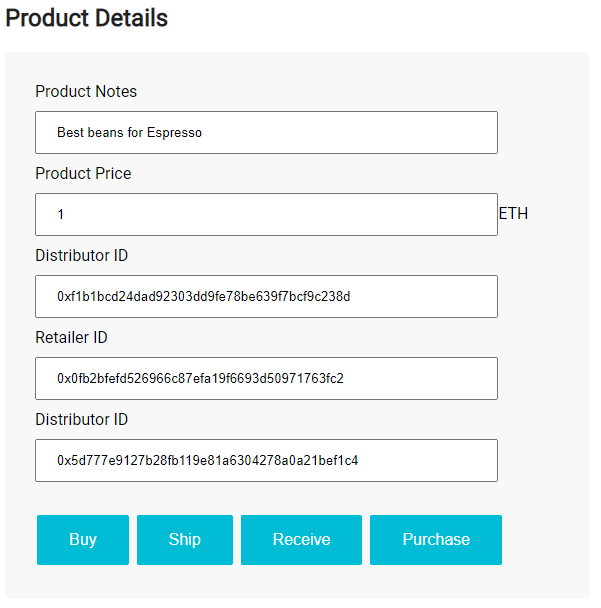 Product Details
Product Notes
Best beans for Espresso
Product Price
1 ETH
Distributor ID
0xf1b1bcd24dad92303dd9fe78be639f7bcf9c238d
Retailer ID
0x0fb2bfefd526966c87efa19f6693d50971763fc2
Distributor ID
0x5d777e9127b28fb119e81a6304278a0a21bef1c4
Buy Ship Receive Purchase